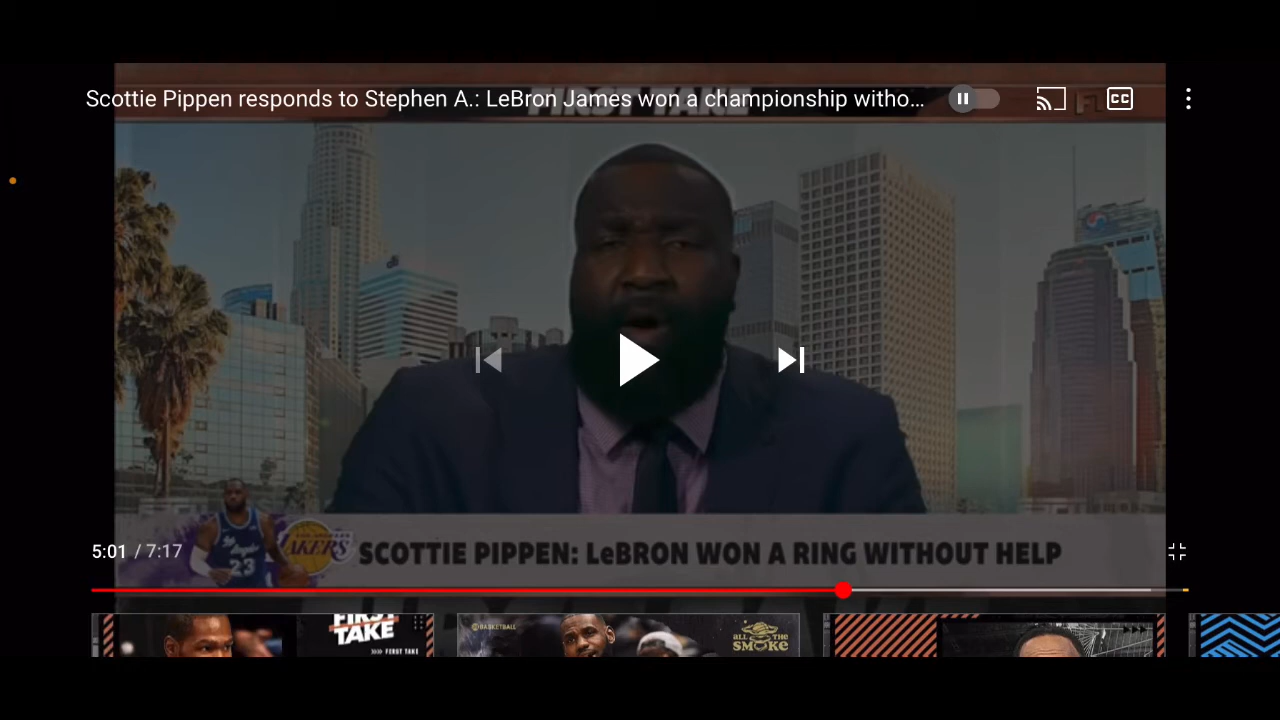 Scottie Pippen responds to Stephen A.: LeBron James won a championship witho...
FIRST TAKE
CC
5:01 / 7:17
LAKERS
23
SCOTTIE PIPPEN: LeBRON WON A RING WITHOUT HELP
FIRST
TAKE
FIRST TAKE
BASKETBALL
ALL THE
SMOKE